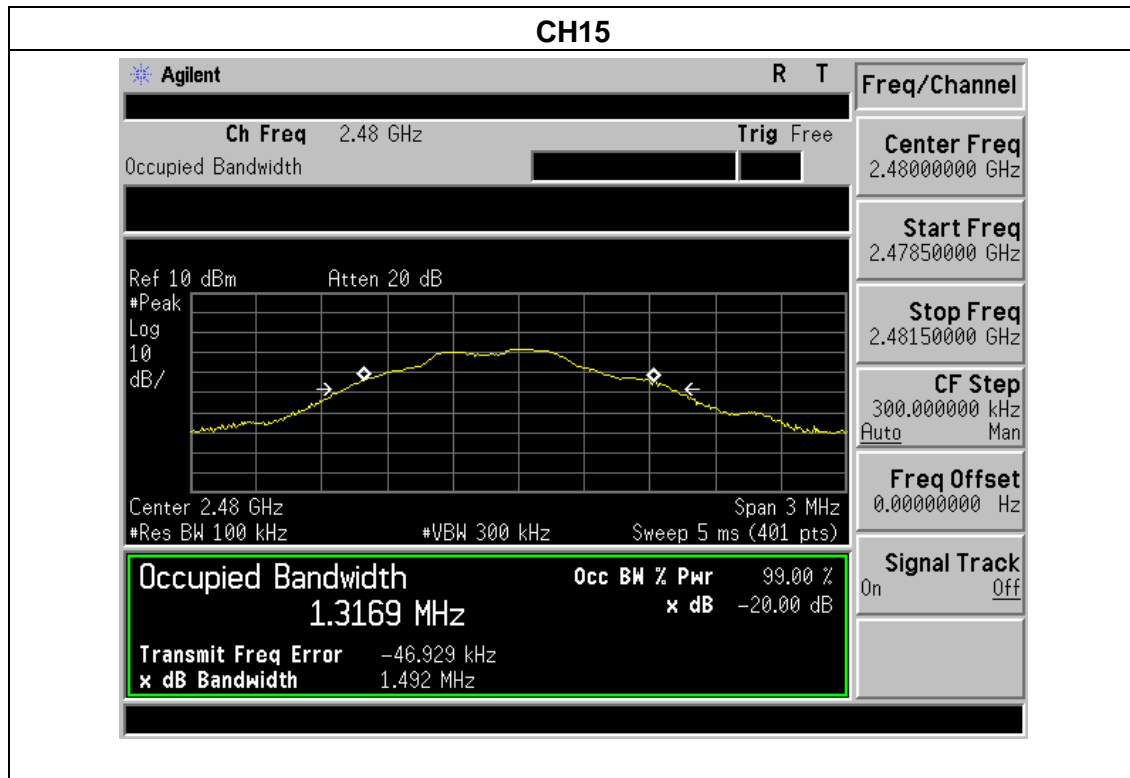 CH15
Agilent R T
Ch Freq 2.48 GHz Trig Free
Occupied Bandwidth
Ref 10 dBm Atten 20 dB
#Peak
Log
10
dB/
Center 2.48 GHz Span 3 MHz
#Res BW 100 kHz #VBW 300 kHz Sweep 5 ms (401 pts)
Occupied Bandwidth Occ BW % Pwr 99.00 %
1.3169 MHz x dB -20.00 dB
Transmit Freq Error -46.929 kHz
x dB Bandwidth 1.492 MHz
Freq/Channel
Center Freq
2.48000000 GHz
Start Freq
2.47850000 GHz
Stop Freq
2.48150000 GHz
CF Step
300.000000 kHz
Auto Man
Freq Offset
0.00000000 Hz
Signal Track
On Off